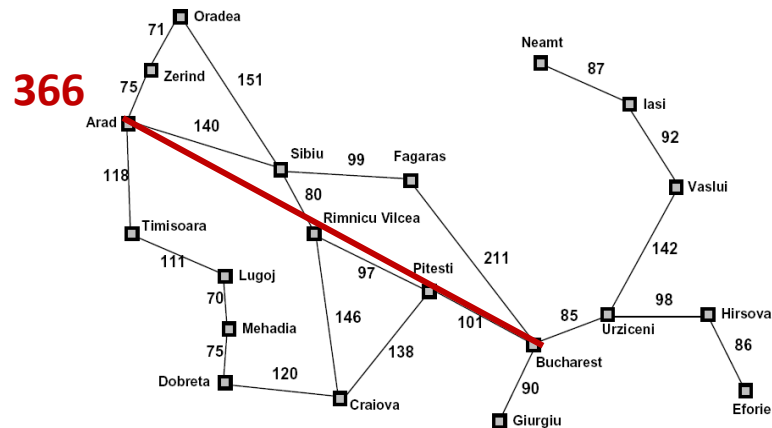 Oradea
71
Neamt
87
Zerind
151
366
75
Iasi
Arad
140
92
Sibiu
99
Fagaras
118
80
Vaslui
Timisoara
Rimnicu Vilcea
142
111
211
Lugoj
97
Pitesti
70
98
Hirsova
146
101
85
Urziceni
Mehadia
75
138
86
Bucharest
Dobreta
120
90
Craiova
Eforie
Giurgiu